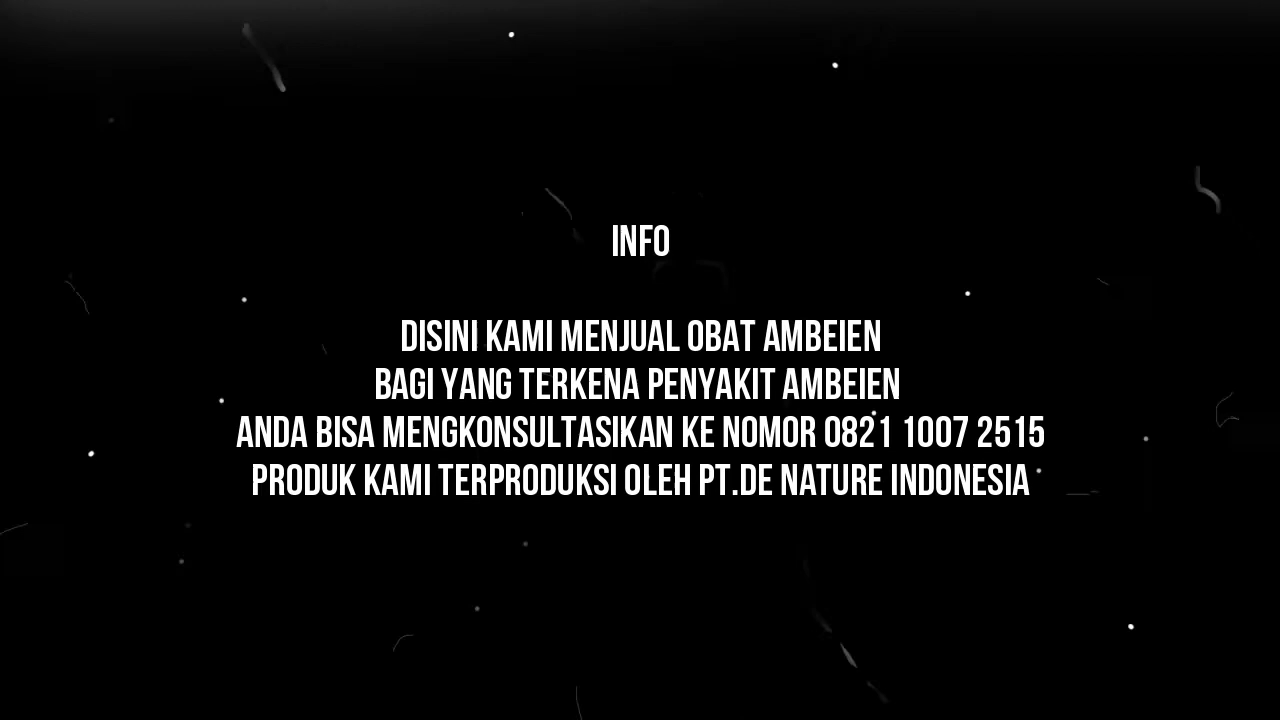 INFO
DISINI KAMI MENJUAL OBAT AMBEIEN
BAGI YANG TERKENA PENYAKIT AMBEIEN
ANDA BISA MENGKONSULTASIKAN KE NOMOR 0821 1007 2515
PRODUK KAMI TERPRODUKSI OLEH PT.DE NATURE INDONESIA